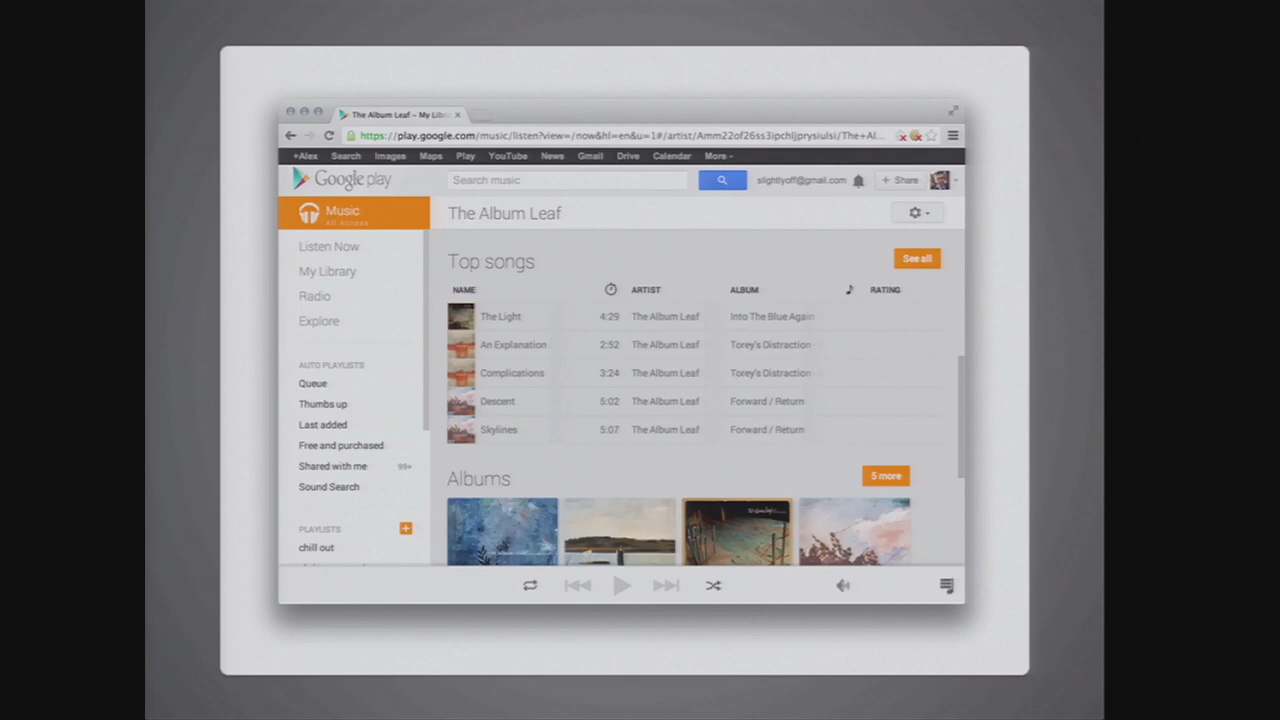 The Album Leaf – My Libr
https://play.google.com/music/listen?view=/now&hl=en&u=1#/artist/Amm22of26ss3ipchljprysiulsi/The+Al...
+Alex Search Images Maps Play YouTube News Gmail Drive Calendar More
Google play
Search music
slightlyoff@gmail.com
+ Share
Music
All Access
The Album Leaf
Listen Now
My Library
Radio
Explore
AUTO PLAYLISTS
Queue
Thumbs up
Last added
Free and purchased
Shared with me 99+
Sound Search
PLAYLISTS
chill out
Top songs
See all
NAME ARTIST ALBUM RATING
The Light 4:29 The Album Leaf Into The Blue Again
An Explanation 2:52 The Album Leaf Torey's Distraction
Complications 3:24 The Album Leaf Torey's Distraction
Descent 5:02 The Album Leaf Forward / Return
Skylines 5:07 The Album Leaf Forward / Return
Albums
5 more